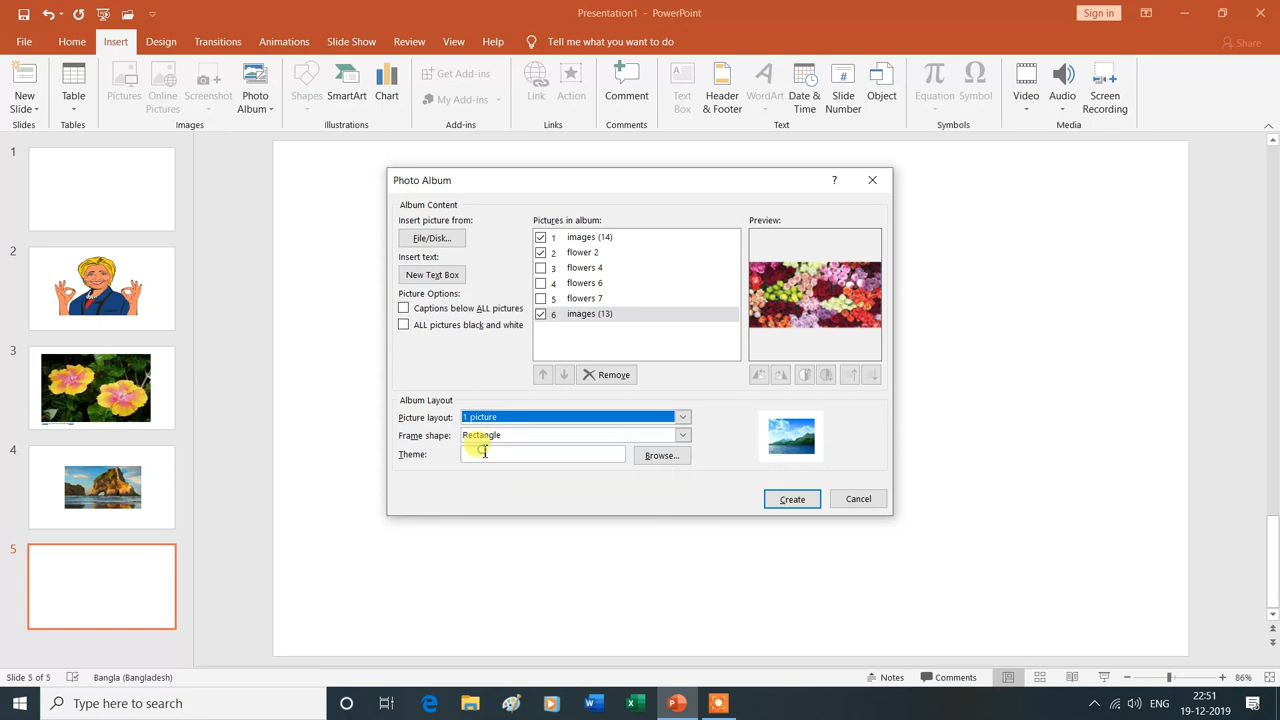 Presentation1 - PowerPoint
Sign in
File Home Insert Design Transitions Animations Slide Show Review View Help Tell me what you want to do Share
New Slide
Table
Pictures
Online Pictures
Screenshot
Photo Album
Shapes
SmartArt
Chart
Get Add-ins
My Add-ins
Link
Action
Comment
Text Box
Header & Footer
WordArt
Date & Time
Slide Number
Object
Equation
Symbol
Video
Audio
Screen Recording
Slides Tables Images Illustrations Add-ins Links Comments Text Symbols Media
1
2
3
4
5
Photo Album
?
Album Content
Insert picture from:
File/Disk...
Insert text:
New Text Box
Picture Options:
Captions below ALL pictures
ALL pictures black and white
Pictures in album:
1 images (14)
2 flower 2
3 flowers 4
4 flowers 6
5 flowers 7
6 images (13)
Remove
Preview:
Album Layout
Picture layout: 1 picture
Frame shape: Rectangle
Theme:
Browse...
Create
Cancel
Slide 5 of 5 Bangla (Bangladesh) Notes Comments 86%
Type here to search
ENG
22:51
19-12-2019